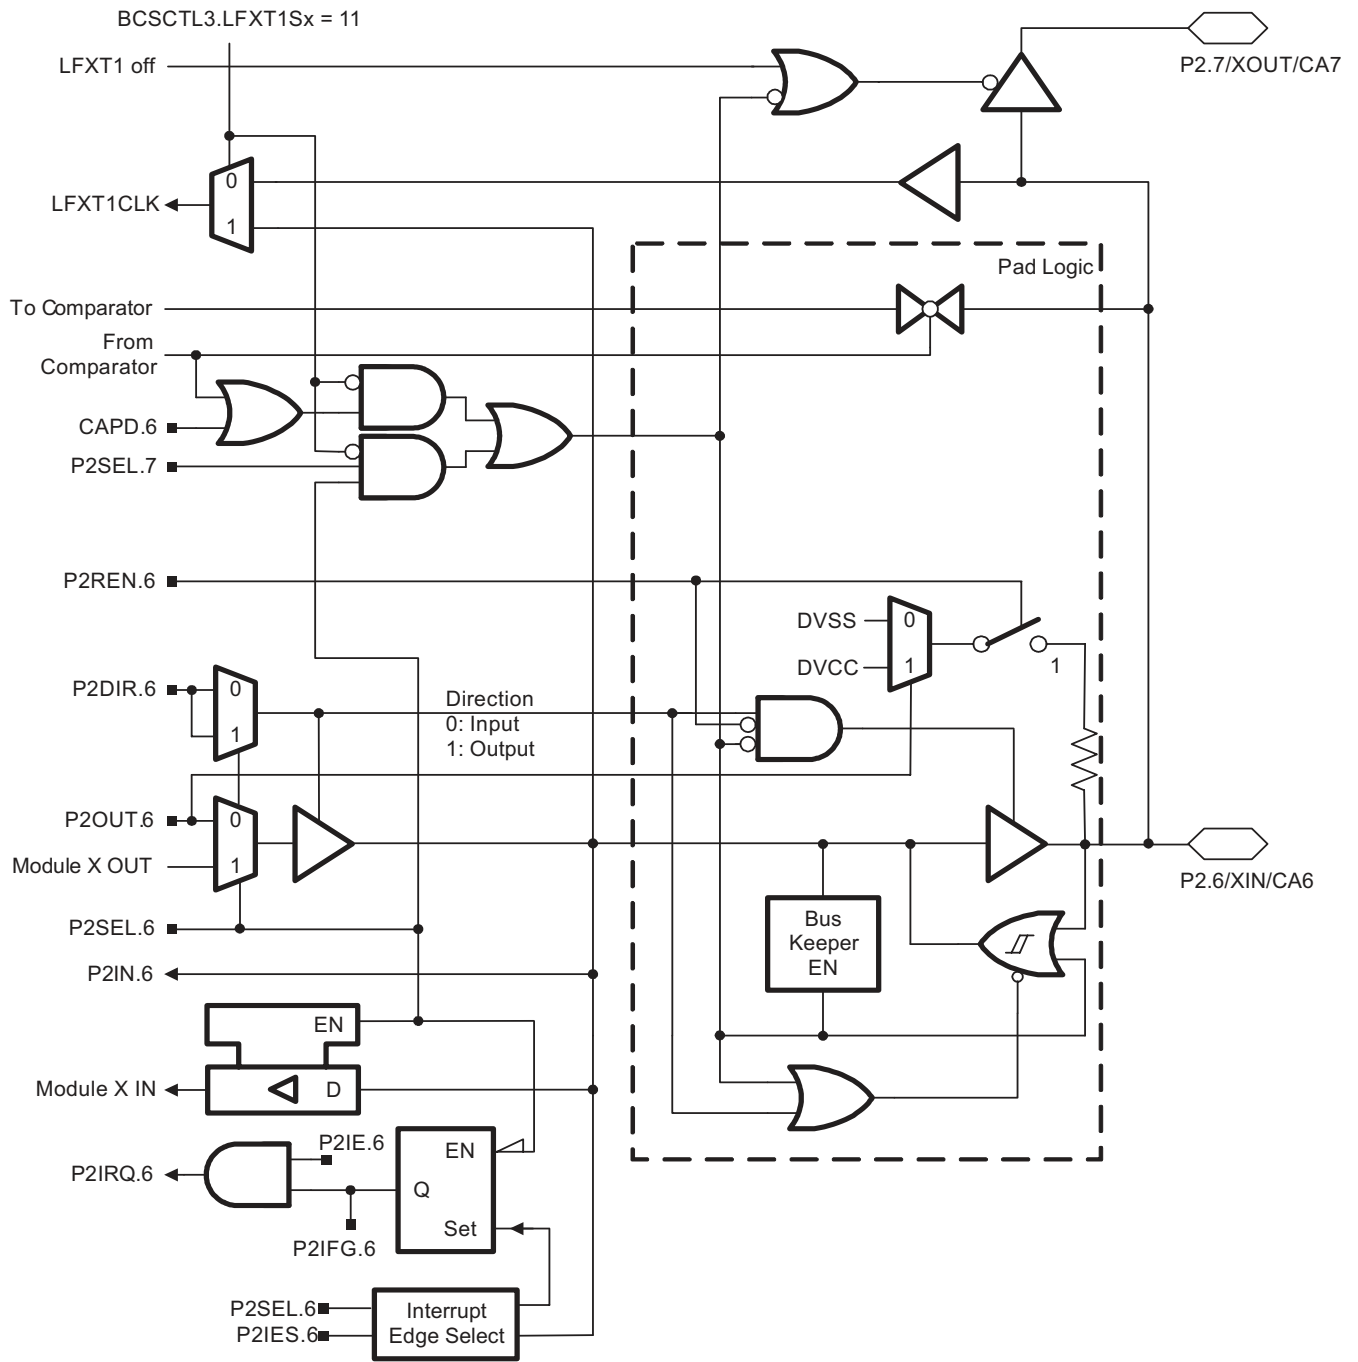 BCSCTL3.LFXT1Sx = 11
LFXT1 off
P2.7/XOUT/CA7
0
LFXT1CLK
1
Pad Logic
To Comparator
From
Comparator
CAPD.6
P2SEL.7
P2REN.6
DVSS
0
DVCC
1
1
P2DIR.6
0
1
Direction
0: Input
1: Output
P2OUT.6
0
Module X OUT
1
P2.6/XIN/CA6
P2SEL.6
Bus
Keeper
EN
P2IN.6
EN
Module X IN
D
P2IE.6
EN
P2IRQ.6
Q
Set
P2IFG.6
P2SEL.6
P2IES.6
Interrupt
Edge Select